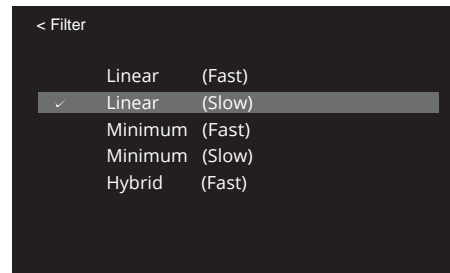 < Filter
Linear (Fast)
✓ Linear (Slow)
Minimum (Fast)
Minimum (Slow)
Hybrid (Fast)